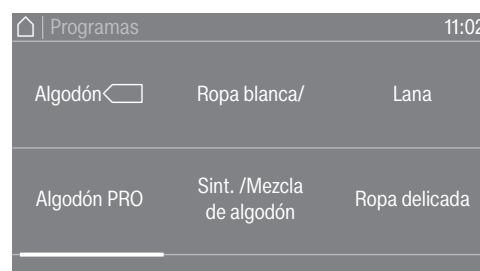 Programas
11:02
Algodón
Ropa blanca/
Lana
Algodón PRO
Sint. /Mezcla
de algodón
Ropa delicada